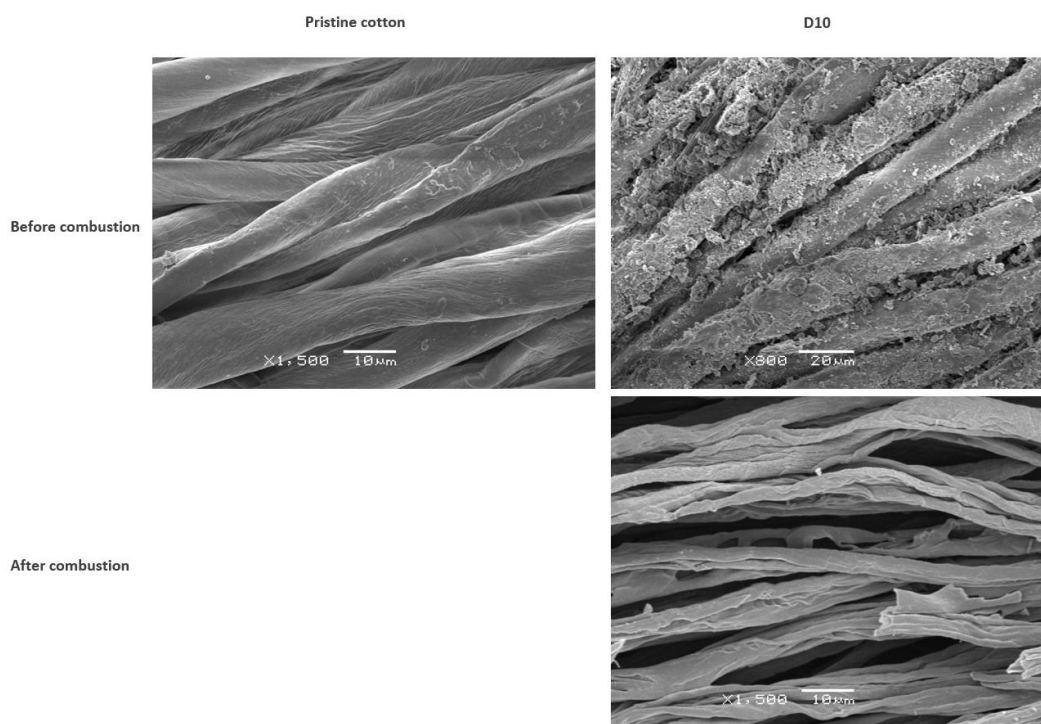 Pristine cotton
D10
Before combustion
X1,500 10µm
X800 20µm
After combustion
X1,500 10µm